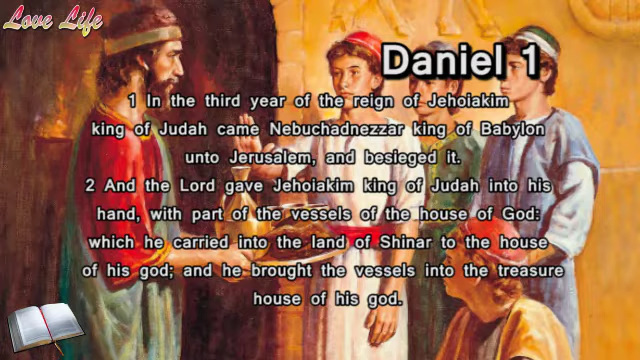 Love Life
Daniel 1
1 In the third year of the reign of Jehoiakim
king of Judah came Nebuchadnezzar king of Babylon
unto Jerusalem, and besieged it.
2 And the Lord gave Jehoiakim king of Judah into his
hand, with part of the vessels of the house of God:
which he carried into the land of Shinar to the house
of his god; and he brought the vessels into the treasure
house of his god.